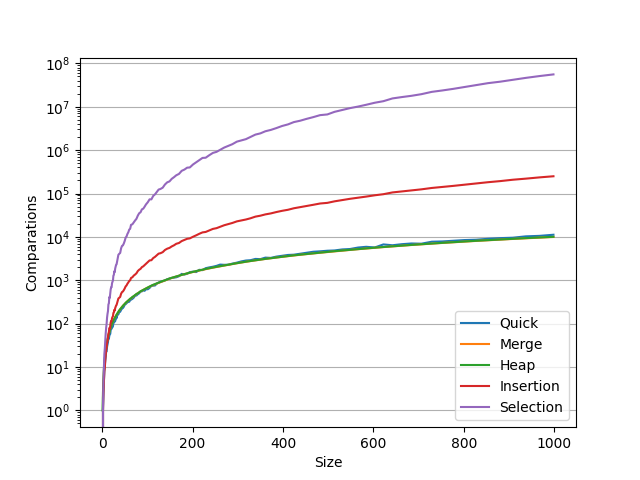 10⁸
10⁷
10⁶
10⁵
10⁴
10³
10²
10¹
10⁰
Comparations
0 200 400 600 800 1000
Size
Quick
Merge
Heap
Insertion
Selection